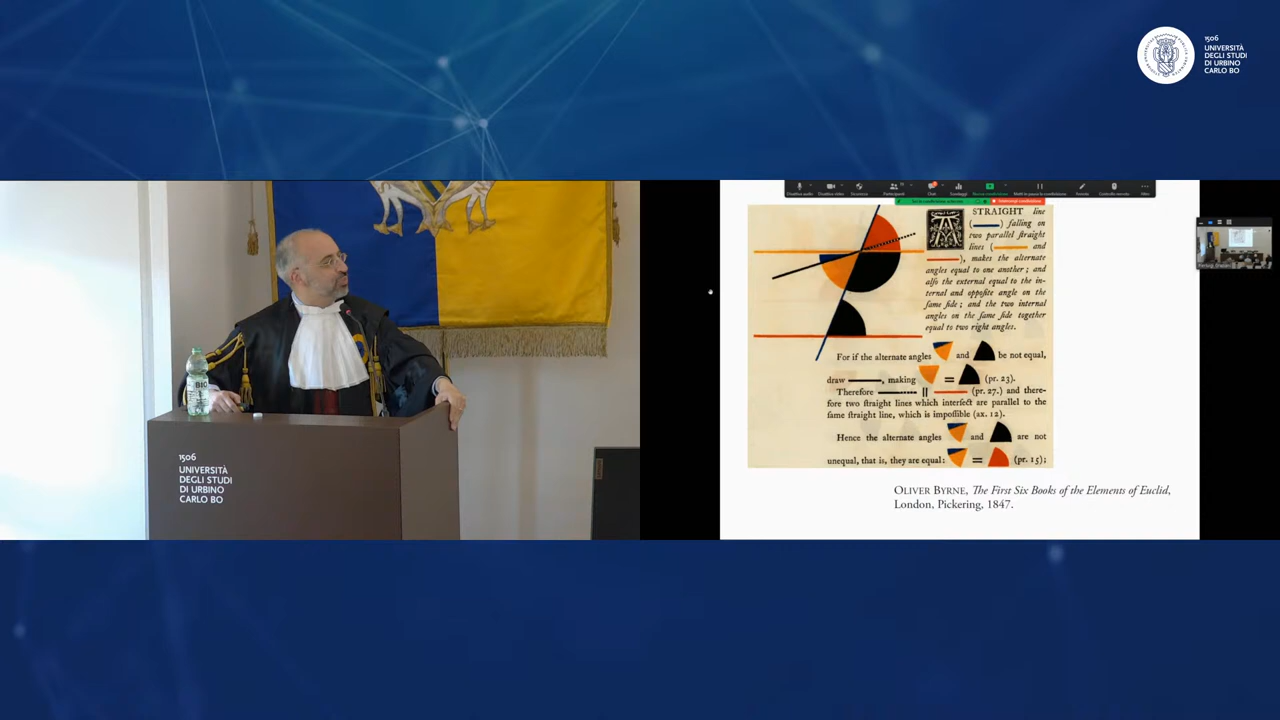 1506
UNIVERSITÀ
DEGLI STUDI
DI URBINO
CARLO BO
BIO
1506
UNIVERSITÀ
DEGLI STUDI
DI URBINO
CARLO BO
A STRAIGHT line
( ) falling on
two parallel ſtraight
lines ( and
), makes the alternate
angles equal to one another; and
alſo the external equal to the in-
ternal and oppoſite angle on the
ſame ſide; and the two internal
angles on the ſame ſide together
equal to two right angles.
For if the alternate angles and be not equal,
draw , making = (pr. 23).
Therefore || (pr. 27.) and there-
fore two ſtraight lines which interſect are parallel to the
ſame ſtraight line, which is impoſſible (ax. 12).
Hence the alternate angles and are not
unequal, that is, they are equal: = (pr. 15);
OLIVER BYRNE, The First Six Books of the Elements of Euclid,
London, Pickering, 1847.